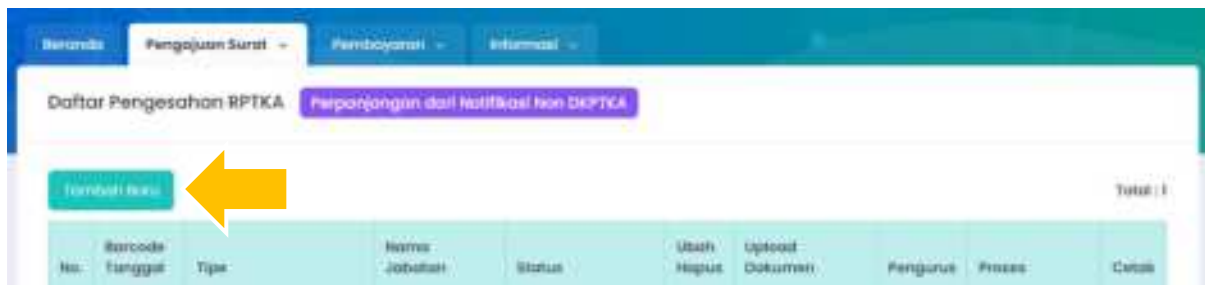 Beranda Pengajuan Surat Pembayaran Informasi
Daftar Pengesahan RPTKA Perpanjangan dari Notifikasi Non DKPTKA
Tambah Baru
Total : 1
Barcode Nama Ubah Upload
No. Tanggal Tipe Jabatan Status Hapus Dokumen Pengurus Proses Cetak